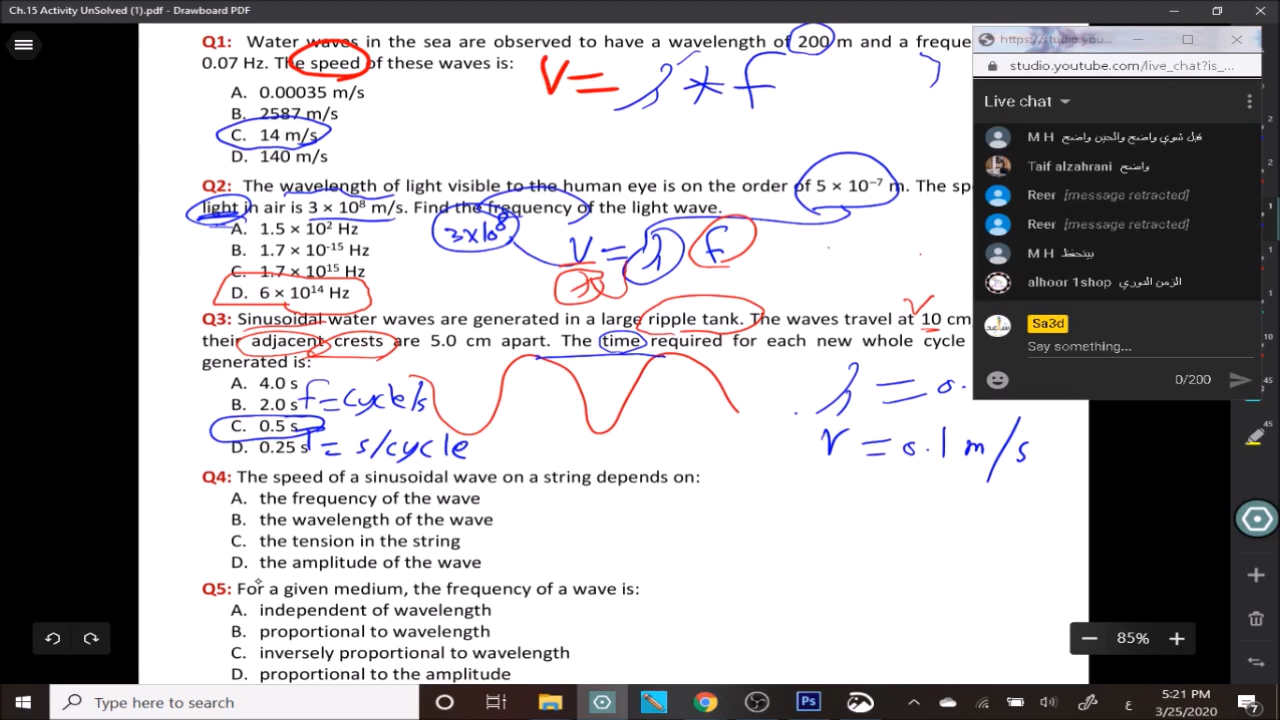 Ch.15 Activity UnSolved (1).pdf - Drawboard PDF
Q1: Water waves in the sea are observed to have a wavelength of 200 m and a freque
0.07 Hz. The speed of these waves is:
V = λ * f
A. 0.00035 m/s
B. 2587 m/s
C. 14 m/s
D. 140 m/s
Q2: The wavelength of light visible to the human eye is on the order of 5 × 10⁻⁷ m. The sp
light in air is 3 × 10⁸ m/s. Find the frequency of the light wave.
A. 1.5 × 10² Hz
B. 1.7 × 10⁻¹⁵ Hz
C. 1.7 × 10¹⁵ Hz
D. 6 × 10¹⁴ Hz
3×10⁸
V = λ f
Q3: Sinusoidal water waves are generated in a large ripple tank. The waves travel at 10 cm
their adjacent crests are 5.0 cm apart. The time required for each new whole cycle
generated is:
A. 4.0 s
B. 2.0 s
C. 0.5 s
D. 0.25 s
f = cycle/s
= s/cycle
λ = 0.
v = 0.1 m/s
Q4: The speed of a sinusoidal wave on a string depends on:
A. the frequency of the wave
B. the wavelength of the wave
C. the tension in the string
D. the amplitude of the wave
Q5: For a given medium, the frequency of a wave is:
A. independent of wavelength
B. proportional to wavelength
C. inversely proportional to wavelength
D. proportional to the amplitude
https://studio.you...
studio.youtube.com/live_chat?is_...
Live chat
M H قبل شوي واضح والحين واضح
Taif alzahrani واضح
Reer [message retracted]
Reer [message retracted]
M H بينحفظ
alhoor 1shop الزمن الدوري
Sa3d
Say something...
0/200
45
45
85%
Type here to search
Ps
ع
5:21 PM
3/25/2020
7